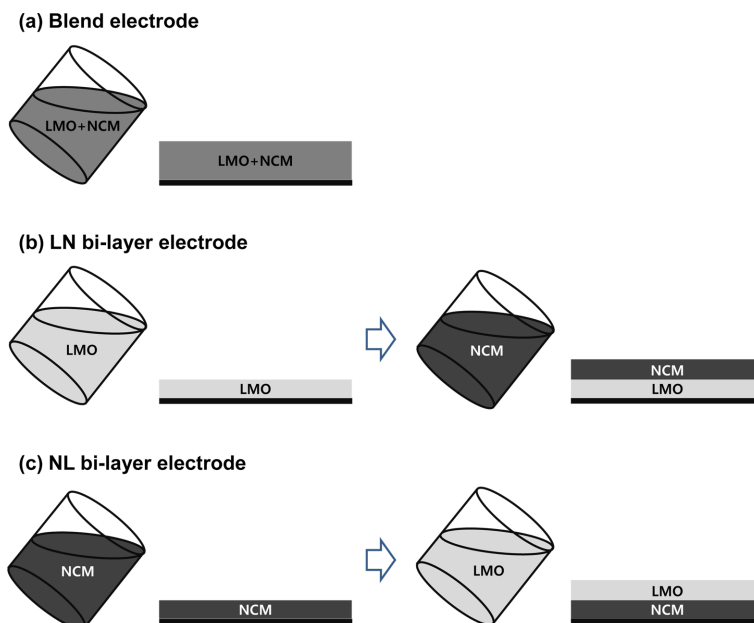 (a) Blend electrode
LMO+NCM
LMO+NCM
(b) LN bi-layer electrode
LMO
LMO
NCM
NCM
LMO
(c) NL bi-layer electrode
NCM
NCM
LMO
LMO
NCM